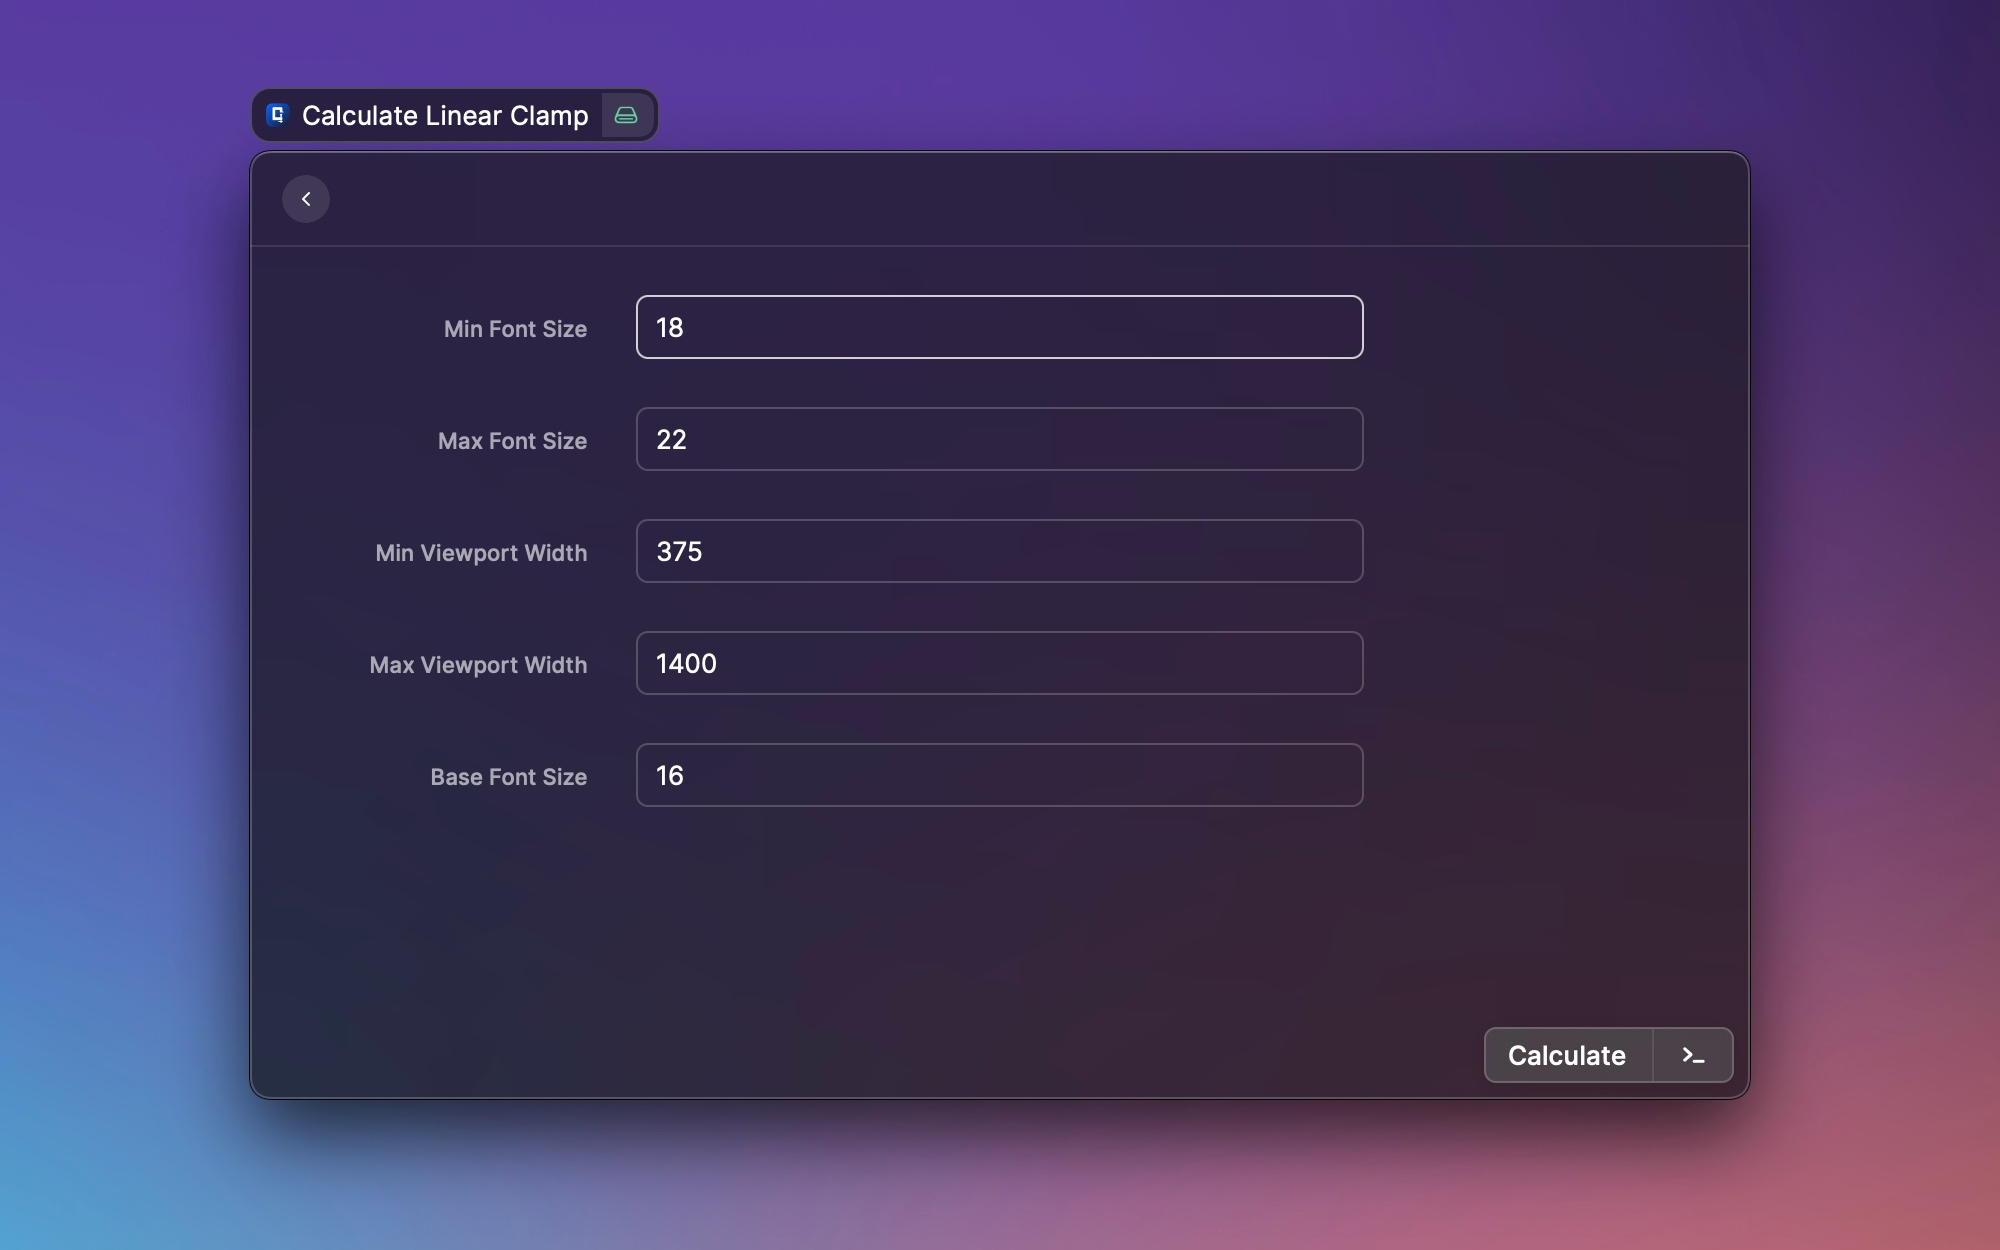 Calculate Linear Clamp
Min Font Size
18
Max Font Size
22
Min Viewport Width
375
Max Viewport Width
1400
Base Font Size
16
Calculate